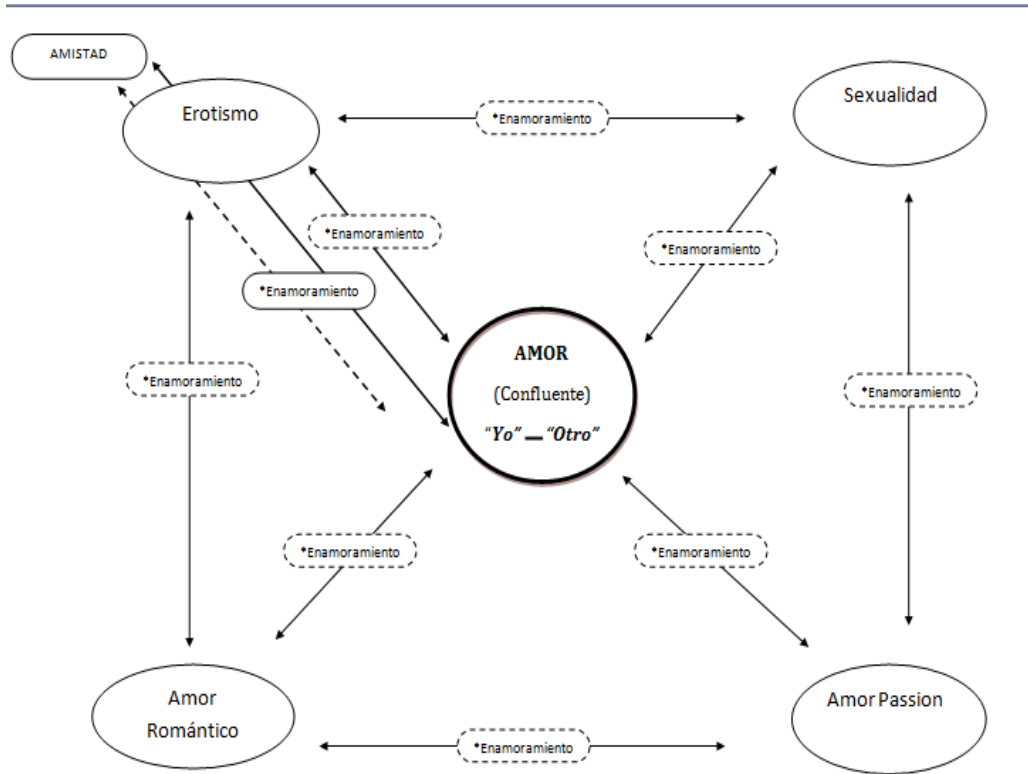 AMISTAD
Erotismo
Sexualidad
*Enamoramiento
*Enamoramiento
*Enamoramiento
*Enamoramiento
AMOR
(Confluente)
"Yo" — "Otro"
*Enamoramiento
*Enamoramiento
*Enamoramiento
*Enamoramiento
Amor
Romántico
Amor Passion
*Enamoramiento